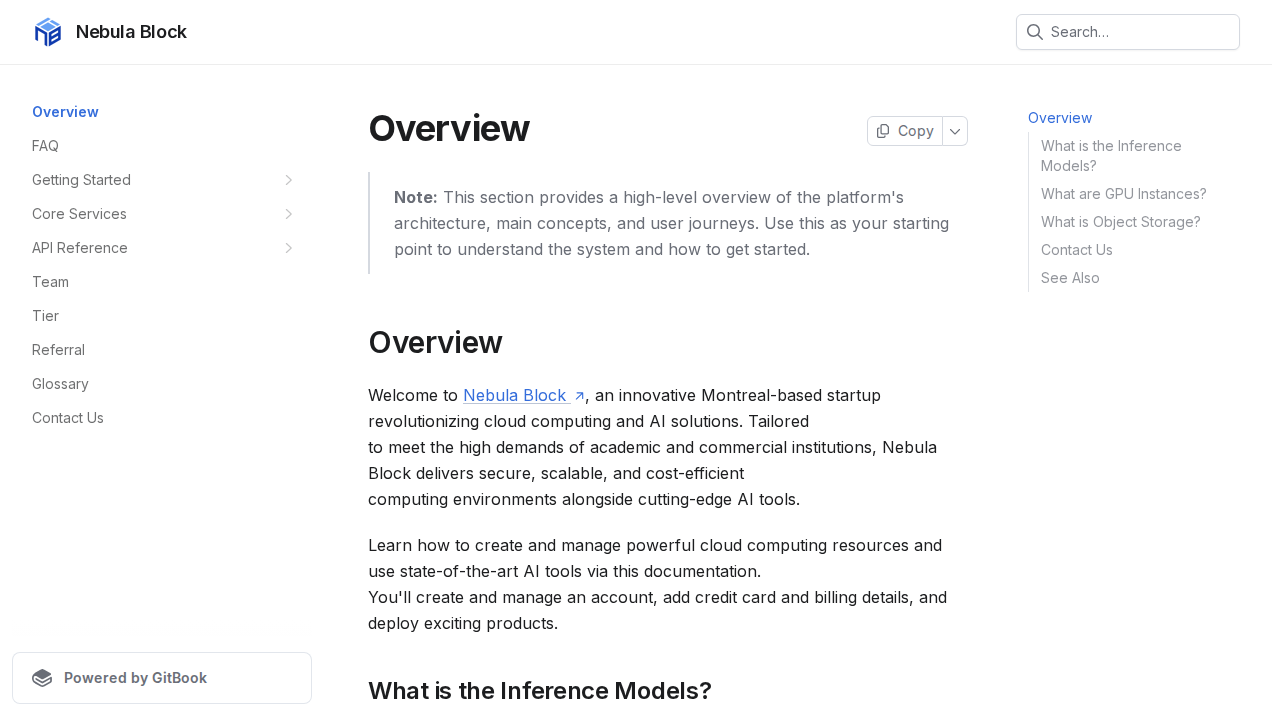 Nebula Block
Search…
Overview
FAQ
Getting Started
Core Services
API Reference
Team
Tier
Referral
Glossary
Contact Us
Powered by GitBook
Overview
Copy
Note: This section provides a high-level overview of the platform's
architecture, main concepts, and user journeys. Use this as your starting
point to understand the system and how to get started.
Overview
Welcome to Nebula Block , an innovative Montreal-based startup
revolutionizing cloud computing and AI solutions. Tailored
to meet the high demands of academic and commercial institutions, Nebula
Block delivers secure, scalable, and cost-efficient
computing environments alongside cutting-edge AI tools.
Learn how to create and manage powerful cloud computing resources and
use state-of-the-art AI tools via this documentation.
You'll create and manage an account, add credit card and billing details, and
deploy exciting products.
What is the Inference Models?
Overview
What is the Inference
Models?
What are GPU Instances?
What is Object Storage?
Contact Us
See Also